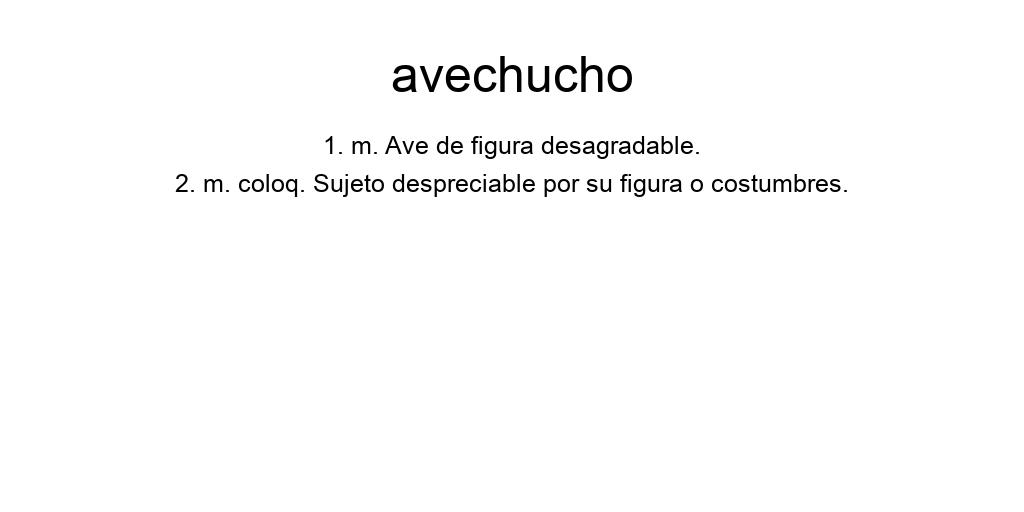 avechucho
1. m. Ave de figura desagradable.
2. m. coloq. Sujeto despreciable por su figura o costumbres.